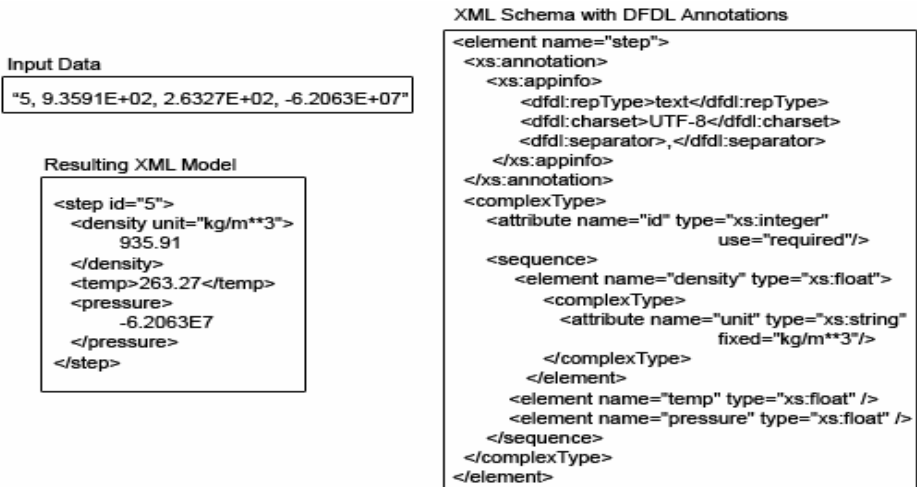 Input Data
"5, 9.3591E+02, 2.6327E+02, -6.2063E+07"
Resulting XML Model
<step id="5">
<density unit="kg/m**3">
935.91
</density>
<temp>263.27</temp>
<pressure>
-6.2063E7
</pressure>
</step>
XML Schema with DFDL Annotations
<element name="step">
<xs:annotation>
<xs:appinfo>
<dfdl:repType>text</dfdl:repType>
<dfdl:charset>UTF-8</dfdl:charset>
<dfdl:separator>,</dfdl:separator>
</xs:appinfo>
</xs:annotation>
<complexType>
<attribute name="id" type="xs:integer"
use="required"/>
<sequence>
<element name="density" type="xs:float">
<complexType>
<attribute name="unit" type="xs:string"
fixed="kg/m**3"/>
</complexType>
</element>
<element name="temp" type="xs:float" />
<element name="pressure" type="xs:float" />
</sequence>
</complexType>
</element>